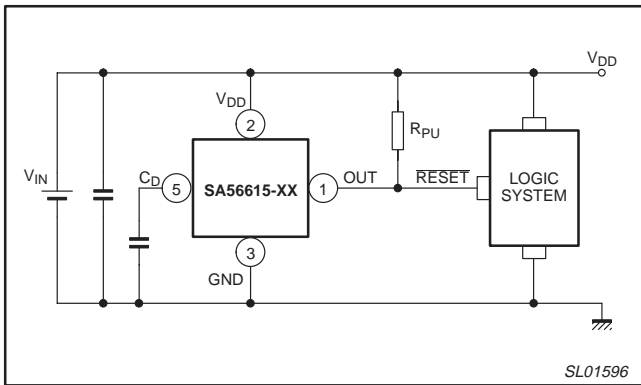 V_DD
V_DD
2
R_PU
V_IN
C_D
5
SA56615-XX
1
OUT
RESET
LOGIC
SYSTEM
3
GND
SL01596